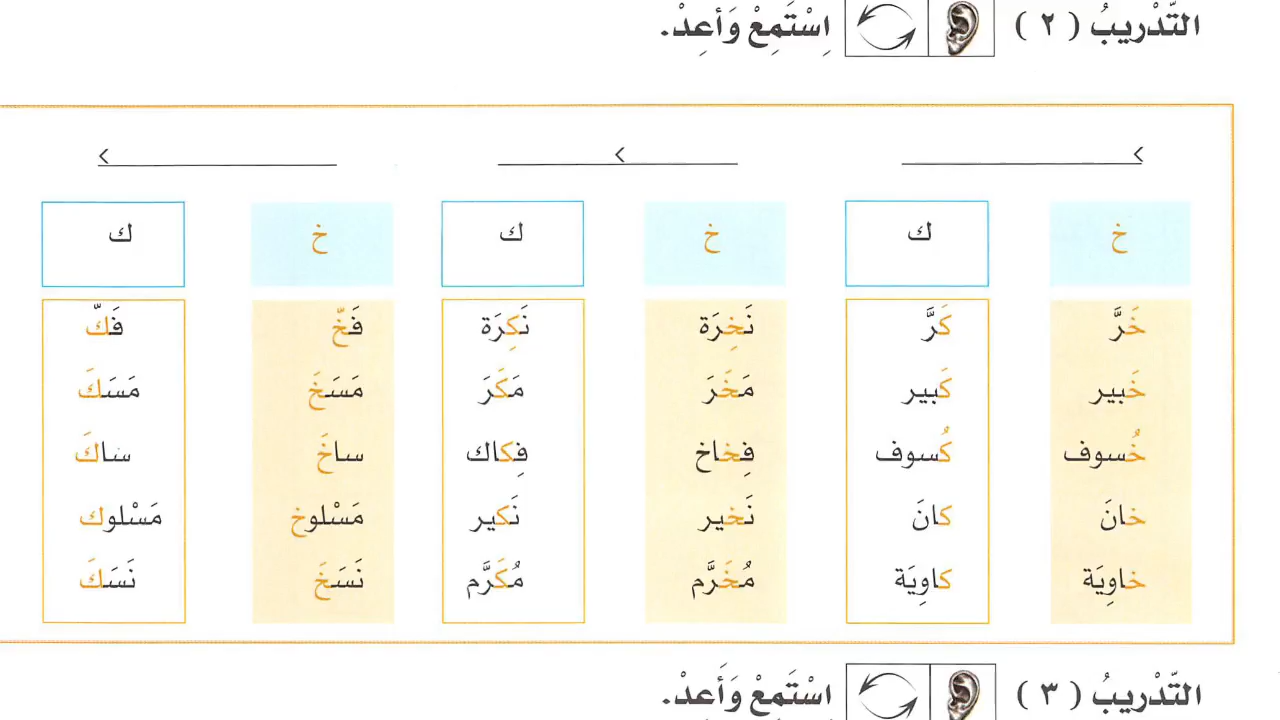 التَّدْرِيبُ ( ٢ ) اِسْتَمِعْ وَأعِدْ.
خ ك خ ك خ ك
خَرَّ كَرَّ نَخِرَة نَكِرَة فَخّ فَكّ
خَبير كَبير مَخَرَ مَكَرَ مَسَخَ مَسَكَ
خُسوف كُسوف فِخاخ فِكاك ساخَ ساكَ
خانَ كانَ نَخير نَكير مَسْلوخ مَسْلوك
خاوِيَة كاوِيَة مُخَرَّم مُكَرَّم نَسَخَ نَسَكَ
التَّدْرِيبُ ( ٣ ) اِسْتَمِعْ وَأَعِدْ.